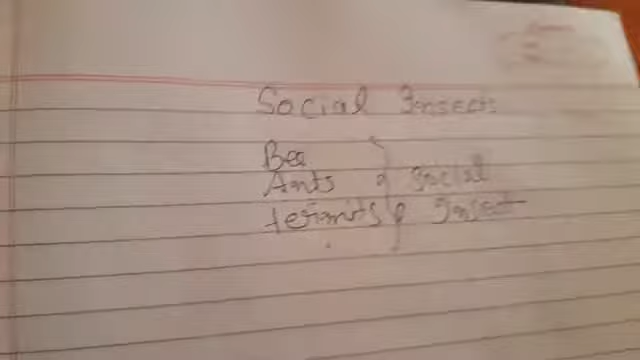 Social Insects
Bee
Ants } Social
termits Insect